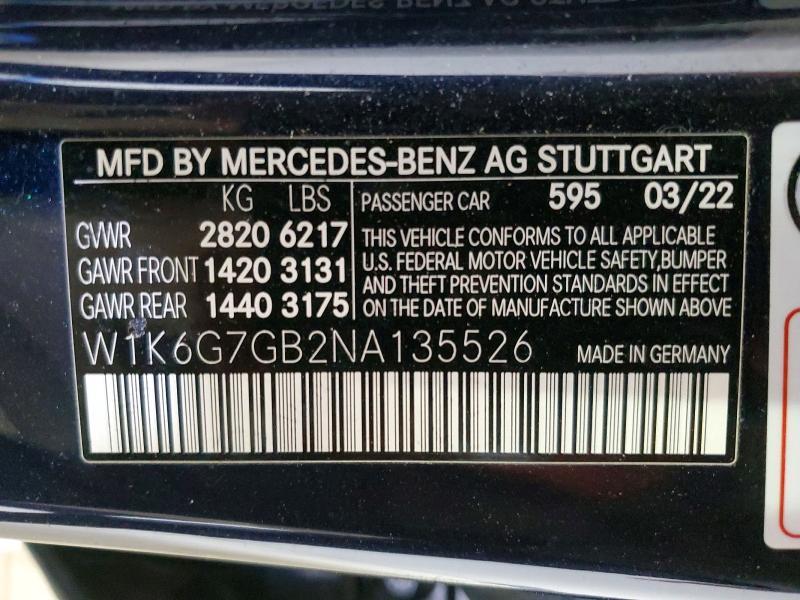 MFD BY MERCEDES-BENZ AG STUTTGART
KG LBS
GVWR 2820 6217
GAWR FRONT 1420 3131
GAWR REAR 1440 3175
PASSENGER CAR 595 03/22
THIS VEHICLE CONFORMS TO ALL APPLICABLE
U.S. FEDERAL MOTOR VEHICLE SAFETY,BUMPER
AND THEFT PREVENTION STANDARDS IN EFFECT
ON THE DATE OF MANUFACTURE SHOWN ABOVE
W1K6G7GB2NA135526
MADE IN GERMANY